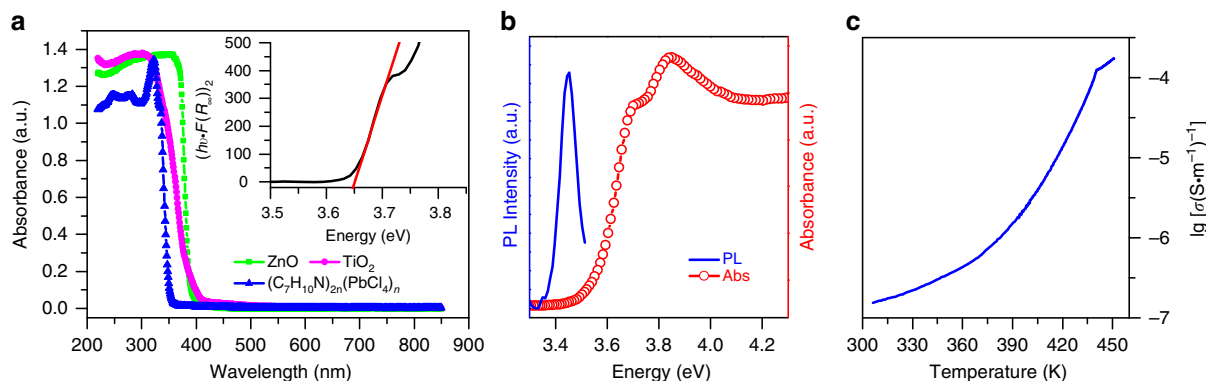 a
1.4
1.2
1.0
0.8
0.6
0.4
0.2
0.0
Absorbance (a.u.)
200 300 400 500 600 700 800 900
Wavelength (nm)
500
400
300
200
100
0
(hυ•F(R∞))2
3.5 3.6 3.7 3.8
Energy (eV)
ZnO TiO2
(C7H10N)2n(PbCl4)n
b
PL Intensity (a.u.)
3.4 3.6 3.8 4.0 4.2
Energy (eV)
Absorbance (a.u.)
PL
Abs
c
300 330 360 390 420 450
Temperature (K)
−4
−5
−6
−7
lg [σ(S•m−1)−1)